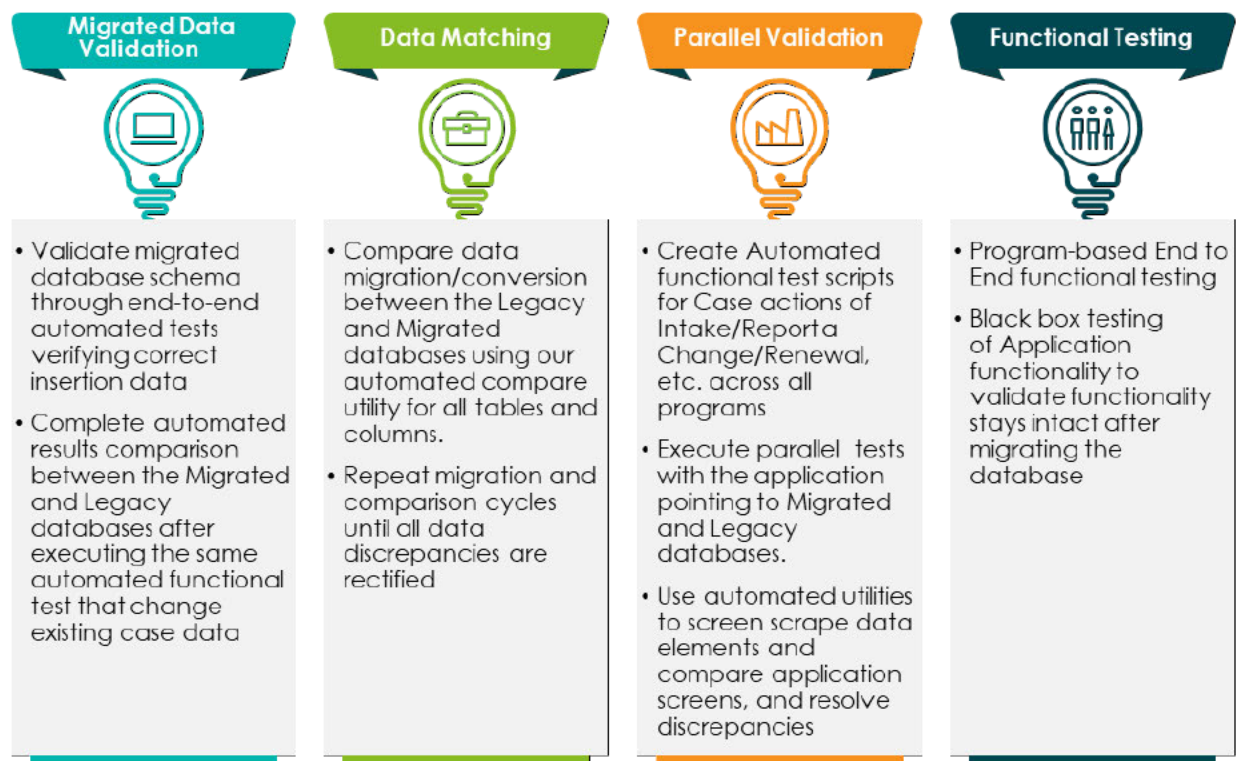 Migrated Data
Validation
• Validate migrated
database schema
through end-to-end
automated tests
verifying correct
insertion data
• Complete automated
results comparison
between the Migrated
and Legacy
databases after
executing the same
automated functional
test that change
existing case data
Data Matching
• Compare data
migration/conversion
between the Legacy
and Migrated
databases using our
automated compare
utility for all tables and
columns.
• Repeat migration and
comparison cycles
until all data
discrepancies are
rectified
Parallel Validation
• Create Automated
functional test scripts
for Case actions of
Intake/Report a
Change/Renewal,
etc. across all
programs
• Execute parallel tests
with the application
pointing to Migrated
and Legacy
databases.
• Use automated utilities
to screen scrape data
elements and
compare application
screens, and resolve
discrepancies
Functional Testing
• Program-based End to
End functional testing
• Black box testing
of Application
functionality to
validate functionality
stays intact after
migrating the
database